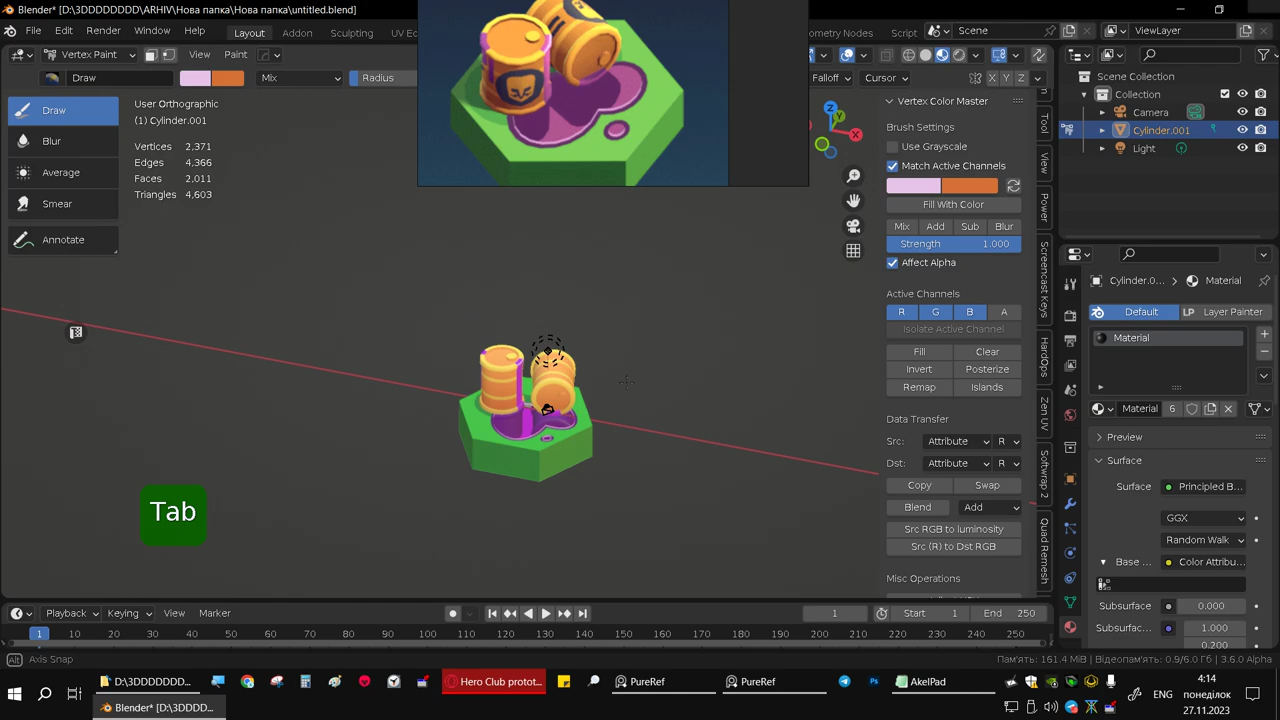 Blender* [D:\3DDDDDDDD\ARHIV\Нова папка\Нова папка\untitled.blend]
File Edit Render Window Help Layout Addon Sculpting UV Ec
ometry Nodes Scene ViewLayer
Vertex Paint View Paint
Draw Mix Radius
Falloff Cursor X Y Z
Scene Collection
Collection
Camera
Cylinder.001
Light
Draw
Blur
Average
Smear
Annotate
User Orthographic
(1) Cylinder.001
Vertices 2,371
Edges 4,366
Faces 2,011
Triangles 4,603
Z
Y
X
Vertex Color Master
Brush Settings
Use Grayscale
Match Active Channels
Fill With Color
Mix Add Sub Blur
Strength 1.000
Affect Alpha
Active Channels
R G B A
Isolate Active Channel
Fill Clear
Invert Posterize
Remap Islands
Data Transfer
Src: Attribute R
Dst: Attribute R
Copy Swap
Blend Add
Src RGB to luminosity
Src (R) to Dst RGB
Misc Operations
Tool
View
Power
Screencast Keys
HardOps
Zen UV
Softwrap 2
Quad Remesh
Cylinder.0... Material
Default LP Layer Painter
Material
Material 6
Preview
Surface
Surface Principled B...
GGX
Random Walk
Base ... Color Attribu...
Subsurface 0.000
Subsurfac... 1.000
0.200
Tab
Playback Keying View Marker 1 Start 1 End 250
1 10 20 30 40 50 60 70 80 90 100 110 120 130 140 150 160 170 180 190 200 210 220 230 240 250
Alt Axis Snap
Пам'ять: 161.4 MiB | Відеопам'ять: 0.9/6.0 Гб | 3.6.0 Alpha
D:\3DDDDDDD... Hero Club protot... PureRef PureRef AkelPad
Blender* [D:\3DDDD...
ENG
4:14
понеділок
27.11.2023